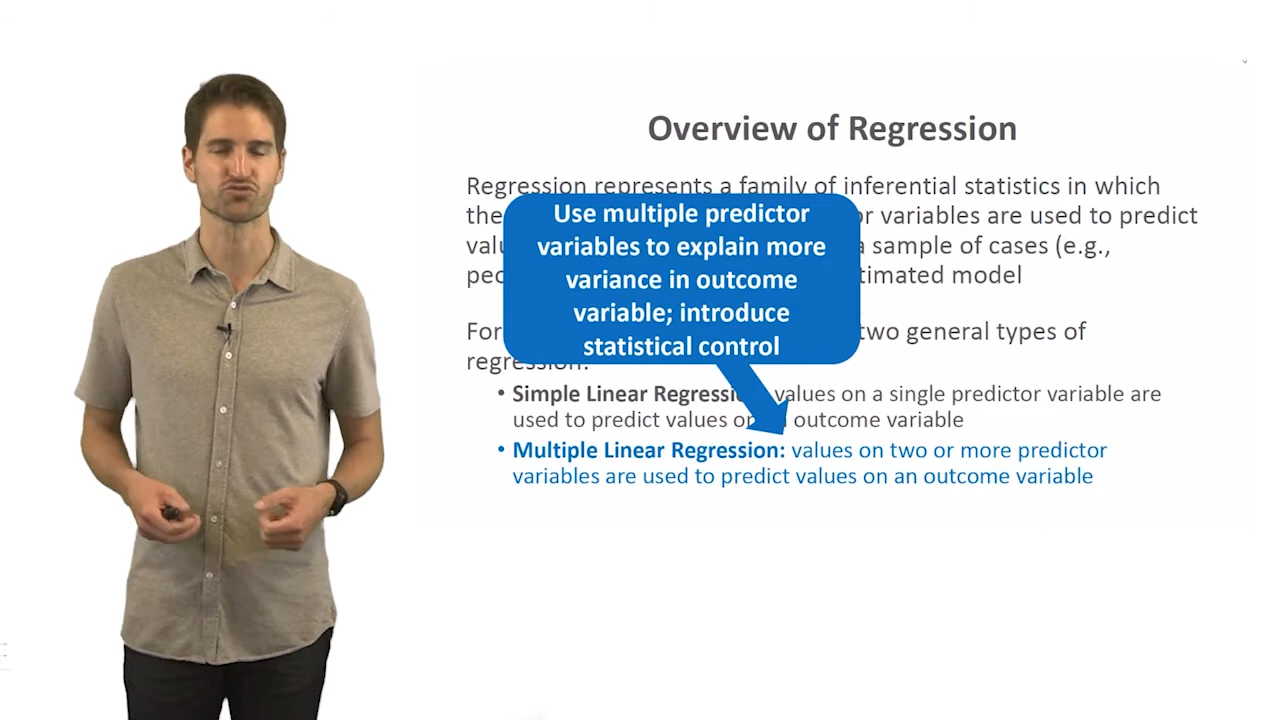 Overview of Regression
Regression represents a family of inferential statistics in which
the
or variables are used to predict
a sample of cases (e.g.,
timated model
Use multiple predictor
variables to explain more
variance in outcome
variable; introduce
statistical control
For
two general types of
regression:
• Simple Linear Regressi values on a single predictor variable are
used to predict values o outcome variable
• Multiple Linear Regression: values on two or more predictor
variables are used to predict values on an outcome variable